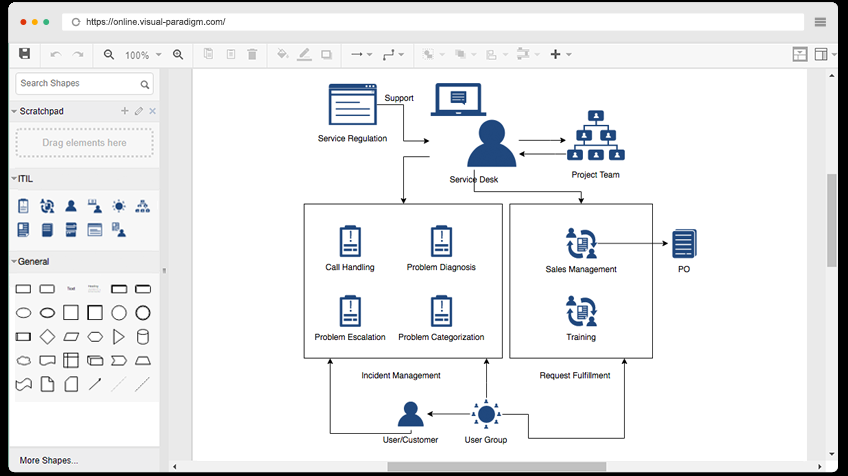 https://online.visual-paradigm.com/
100%
Search Shapes
Scratchpad
Drag elements here
ITIL
General
Text
More Shapes...
Support
Service Regulation
Service Desk
Project Team
Call Handling
Problem Diagnosis
Sales Management
PO
Problem Escalation
Problem Categorization
Training
Incident Management
Request Fulfillment
User/Customer
User Group